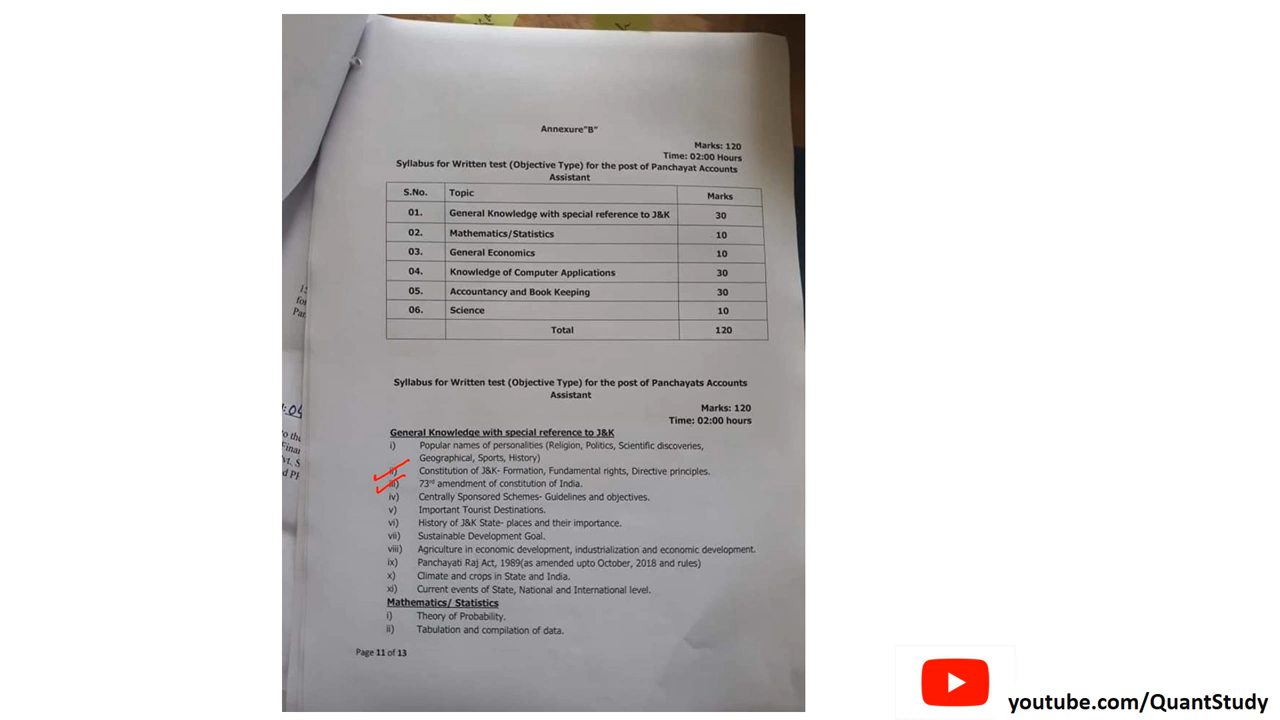 Annexure"B"
Marks: 120
Time: 02:00 Hours
Syllabus for Written test (Objective Type) for the post of Panchayat Accounts
Assistant
S.No. Topic Marks
01. General Knowledge with special reference to J&K 30
02. Mathematics/Statistics 10
03. General Economics 10
04. Knowledge of Computer Applications 30
05. Accountancy and Book Keeping 30
06. Science 10
Total 120
Syllabus for Written test (Objective Type) for the post of Panchayats Accounts
Assistant
Marks: 120
Time: 02:00 hours
General Knowledge with special reference to J&K
i) Popular names of personalities (Religion, Politics, Scientific discoveries,
Geographical, Sports, History)
ii) Constitution of J&K- Formation, Fundamental rights, Directive principles.
iii) 73rd amendment of constitution of India.
iv) Centrally Sponsored Schemes- Guidelines and objectives.
v) Important Tourist Destinations.
vi) History of J&K State- places and their importance.
vii) Sustainable Development Goal.
viii) Agriculture in economic development, industrialization and economic development.
ix) Panchayati Raj Act, 1989(as amended upto October, 2018 and rules)
x) Climate and crops in State and India.
xi) Current events of State, National and International level.
Mathematics/ Statistics
i) Theory of Probability.
ii) Tabulation and compilation of data.
Page 11 of 13
youtube.com/QuantStudy